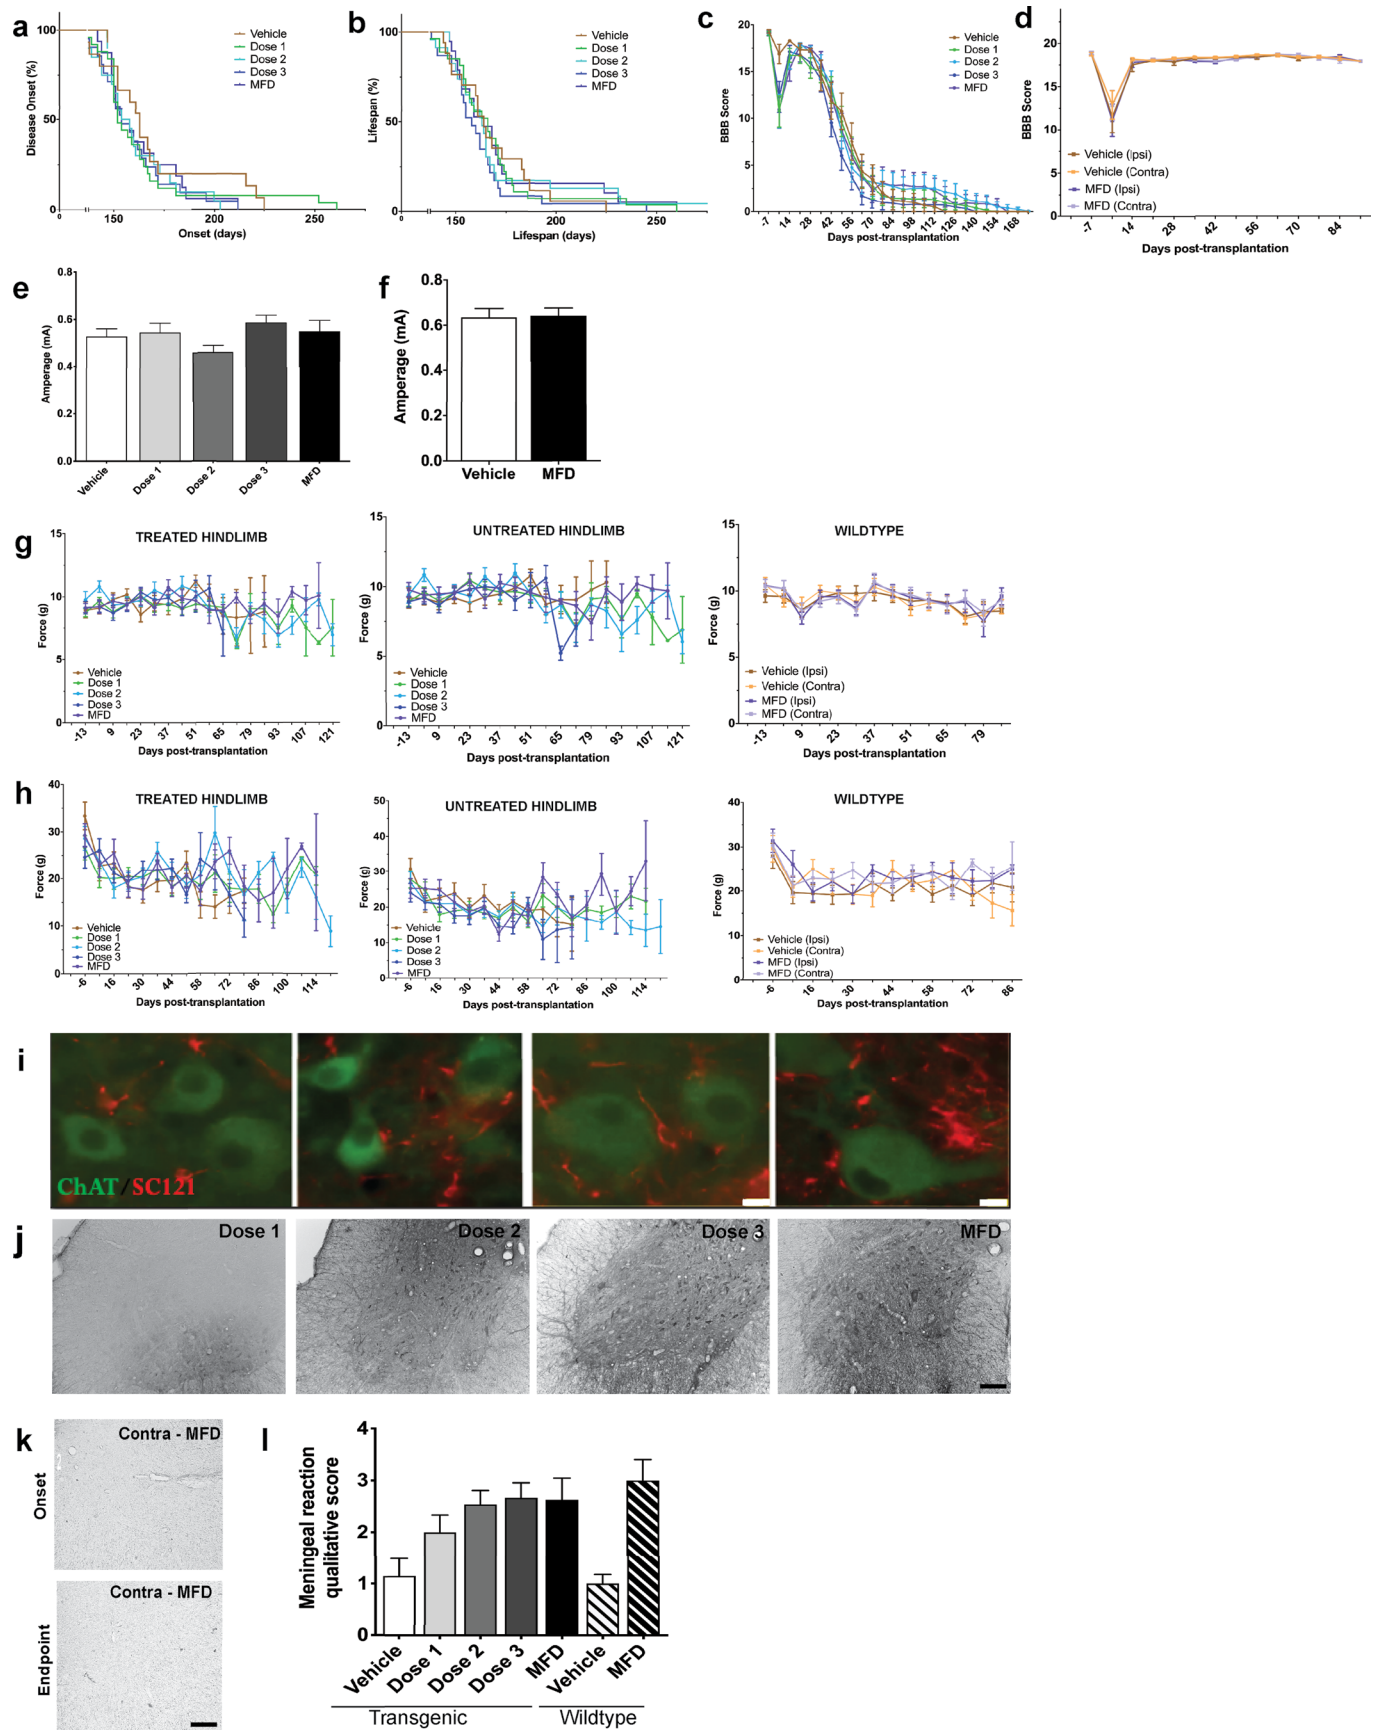 a
Disease Onset (%)
100
50
0
0
150
200
250
Onset (days)
Vehicle
Dose 1
Dose 2
Dose 3
MFD
b
Lifespan (%)
100
50
0
0
150
200
250
Lifespan (days)
Vehicle
Dose 1
Dose 2
Dose 3
MFD
c
BBB Score
20
15
10
5
0
-7
14
28
42
56
70
84
98
112
126
140
154
168
Days post-transplantation
Vehicle
Dose 1
Dose 2
Dose 3
MFD
d
BBB Score
20
15
10
5
0
-7
14
28
42
56
70
84
Days post-transplantation
Vehicle (Ipsi)
Vehicle (Contra)
MFD (Ipsi)
MFD (Contra)
e
Amperage (mA)
0.8
0.6
0.4
0.2
0.0
Vehicle
Dose 1
Dose 2
Dose 3
MFD
f
Amperage (mA)
0.8
0.6
0.4
0.2
0.0
Vehicle
MFD
g
TREATED HINDLIMB
Force (g)
15
10
5
0
Vehicle
Dose 1
Dose 2
Dose 3
MFD
-13
9
23
37
51
65
79
93
107
121
Days post-transplantation
UNTREATED HINDLIMB
Force (g)
15
10
5
0
Vehicle
Dose 1
Dose 2
Dose 3
MFD
-13
9
23
37
51
65
79
93
107
121
Days post-transplantation
WILDTYPE
Force (g)
15
10
5
0
Vehicle (Ipsi)
Vehicle (Contra)
MFD (Ipsi)
MFD (Contra)
-13
9
23
37
51
65
79
Days post-transplantation
h
TREATED HINDLIMB
Force (g)
40
30
20
10
0
Vehicle
Dose 1
Dose 2
Dose 3
MFD
-6
16
30
44
58
72
86
100
114
Days post-transplantation
UNTREATED HINDLIMB
Force (g)
50
40
30
20
10
0
Vehicle
Dose 1
Dose 2
Dose 3
MFD
-6
16
30
44
58
72
86
100
114
Days post-transplantation
WILDTYPE
Force (g)
40
30
20
10
0
Vehicle (Ipsi)
Vehicle (Contra)
MFD (Ipsi)
MFD (Contra)
-6
16
30
44
58
72
86
Days post-transplantation
i
ChAT/SC121
j
Dose 1
Dose 2
Dose 3
MFD
k
Onset
Contra - MFD
Endpoint
Contra - MFD
l
Meningeal reaction
qualitative score
4
3
2
1
0
Vehicle
Dose 1
Dose 2
Dose 3
MFD
Vehicle
MFD
Transgenic
Wildtype